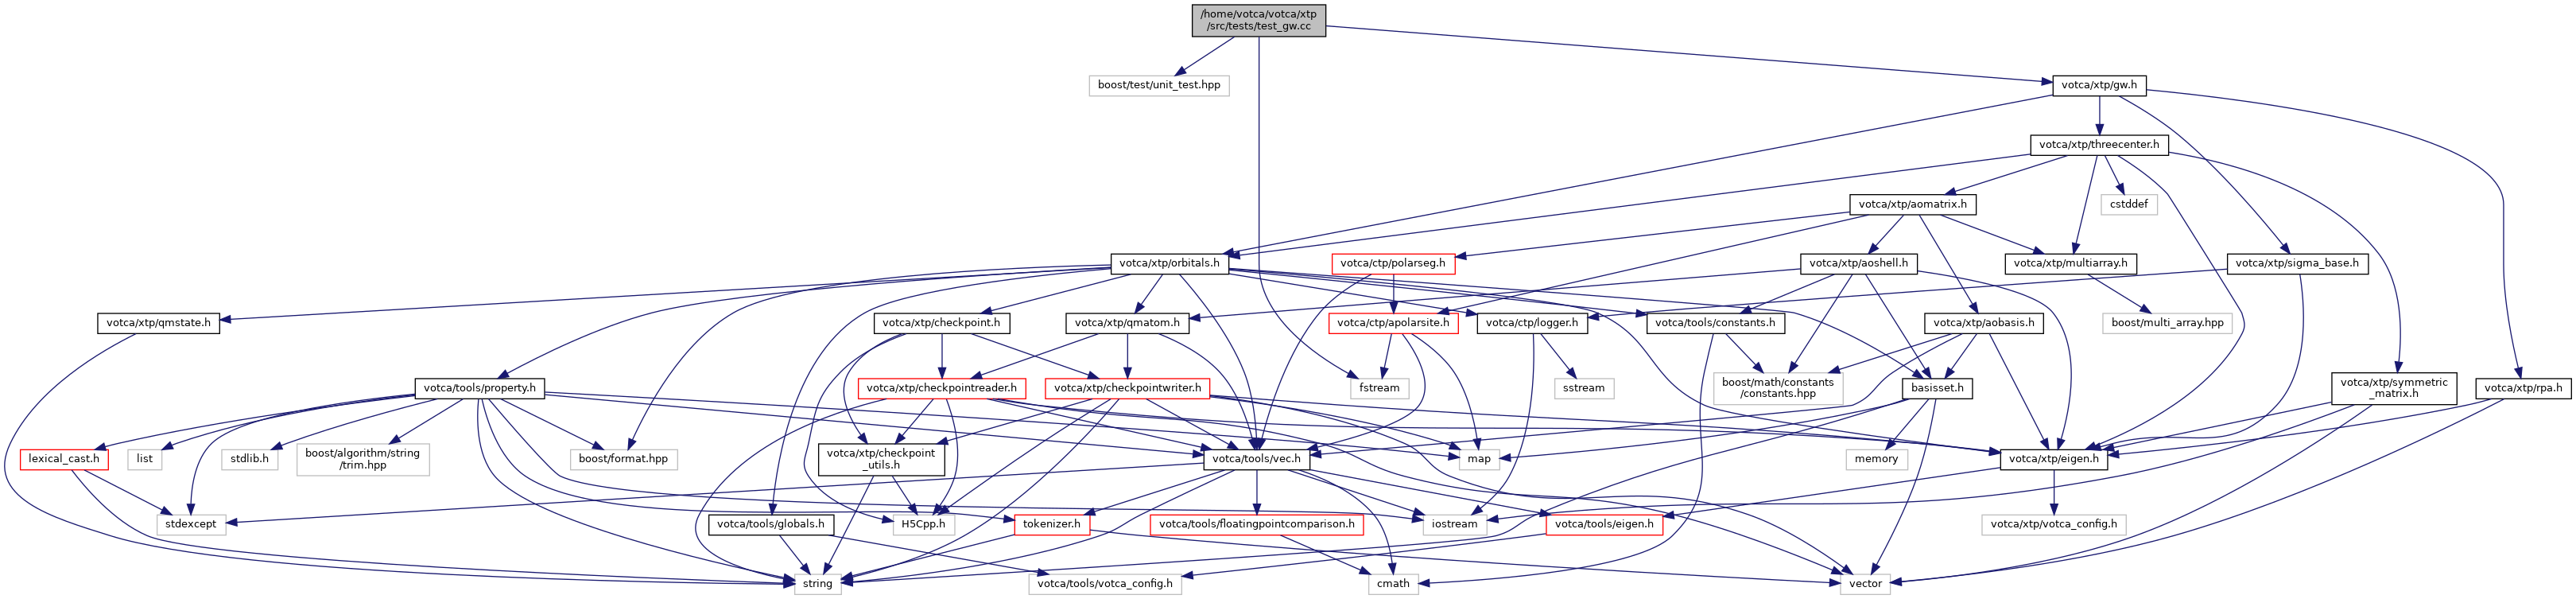 /home/votca/votca/xtp
/src/tests/test_gw.cc
boost/test/unit_test.hpp
votca/xtp/gw.h
votca/xtp/threecenter.h
votca/xtp/aomatrix.h
cstddef
votca/xtp/orbitals.h
votca/ctp/polarseg.h
votca/xtp/aoshell.h
votca/xtp/multiarray.h
votca/xtp/sigma_base.h
votca/xtp/qmstate.h
votca/xtp/checkpoint.h
votca/xtp/qmatom.h
votca/ctp/apolarsite.h
votca/ctp/logger.h
votca/tools/constants.h
votca/xtp/aobasis.h
boost/multi_array.hpp
votca/tools/property.h
votca/xtp/checkpointreader.h
votca/xtp/checkpointwriter.h
fstream
sstream
boost/math/constants
/constants.hpp
basisset.h
votca/xtp/symmetric
_matrix.h
votca/xtp/rpa.h
lexical_cast.h
list
stdlib.h
boost/algorithm/string
/trim.hpp
boost/format.hpp
votca/xtp/checkpoint
_utils.h
votca/tools/vec.h
map
memory
votca/xtp/eigen.h
stdexcept
votca/tools/globals.h
H5Cpp.h
tokenizer.h
votca/tools/floatingpointcomparison.h
iostream
votca/tools/eigen.h
votca/xtp/votca_config.h
string
votca/tools/votca_config.h
cmath
vector